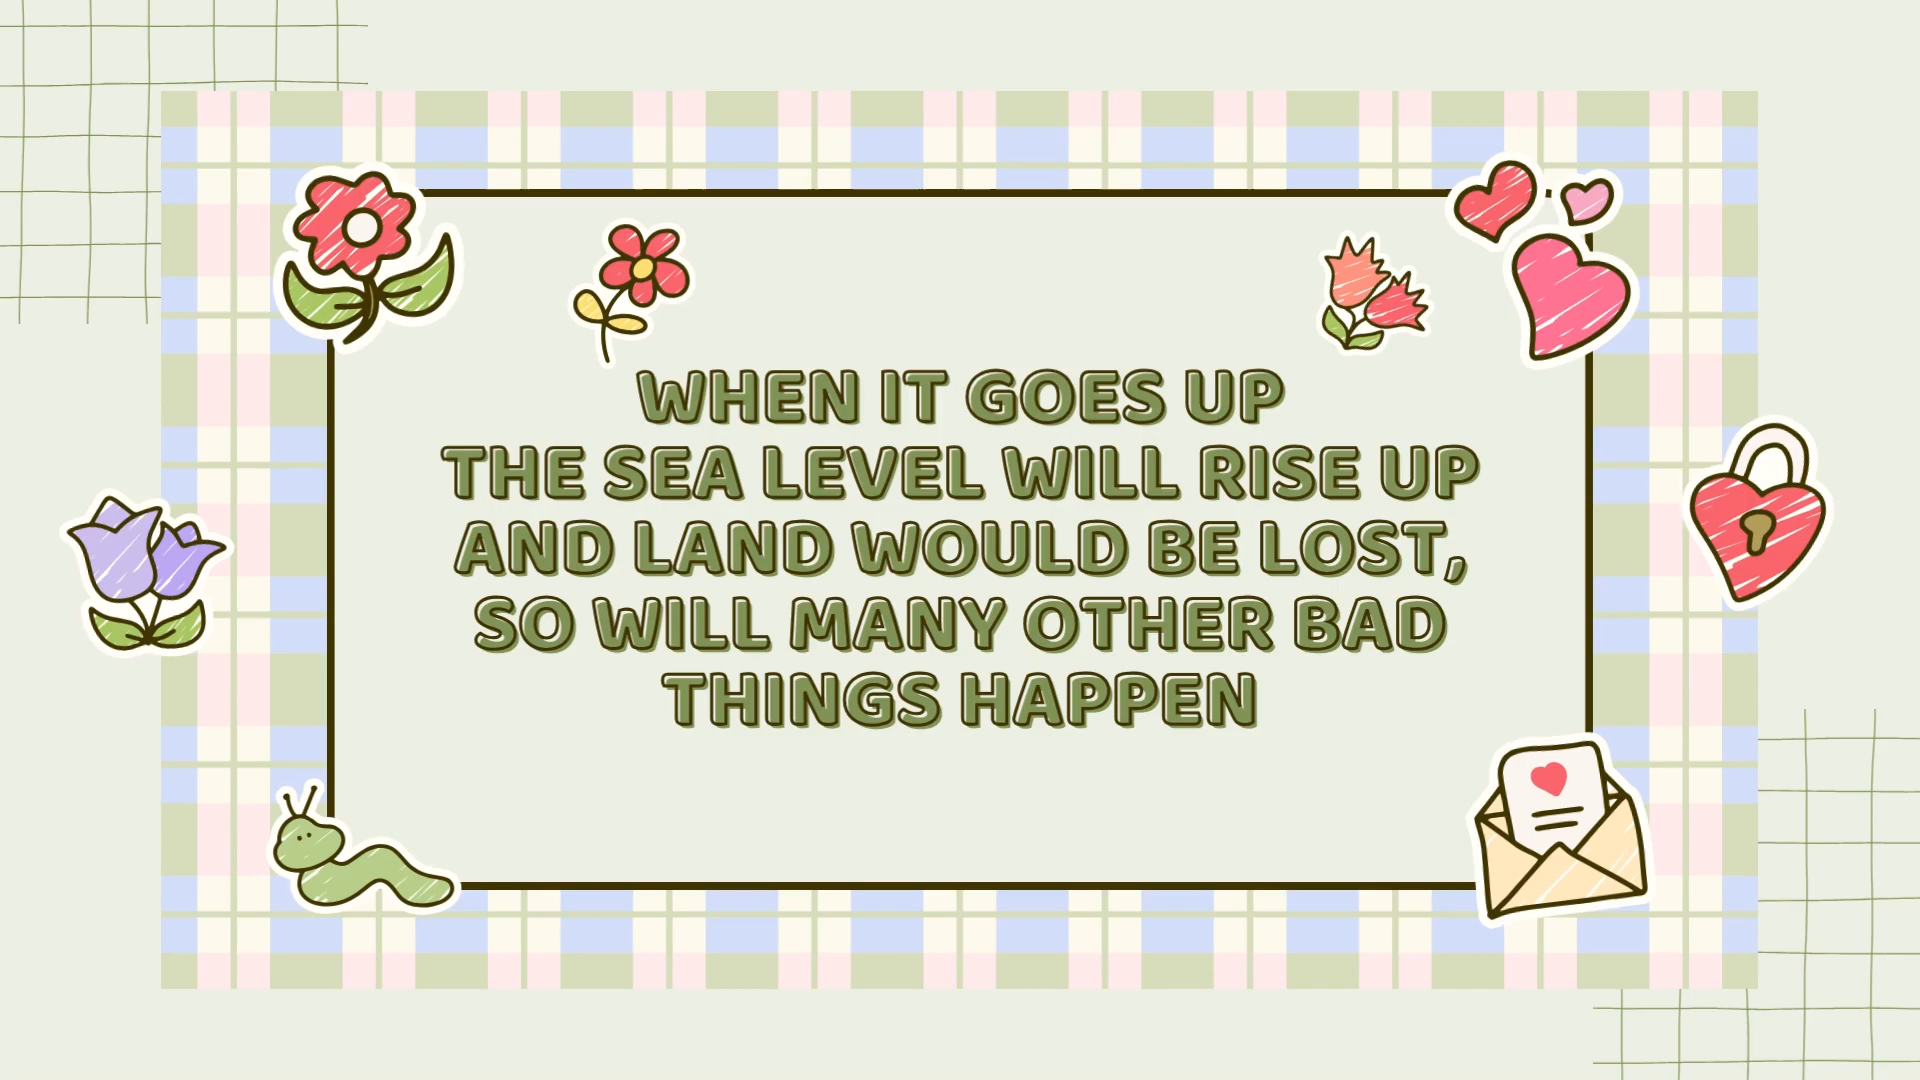 WHEN IT GOES UP
THE SEA LEVEL WILL RISE UP
AND LAND WOULD BE LOST,
SO WILL MANY OTHER BAD
THINGS HAPPEN